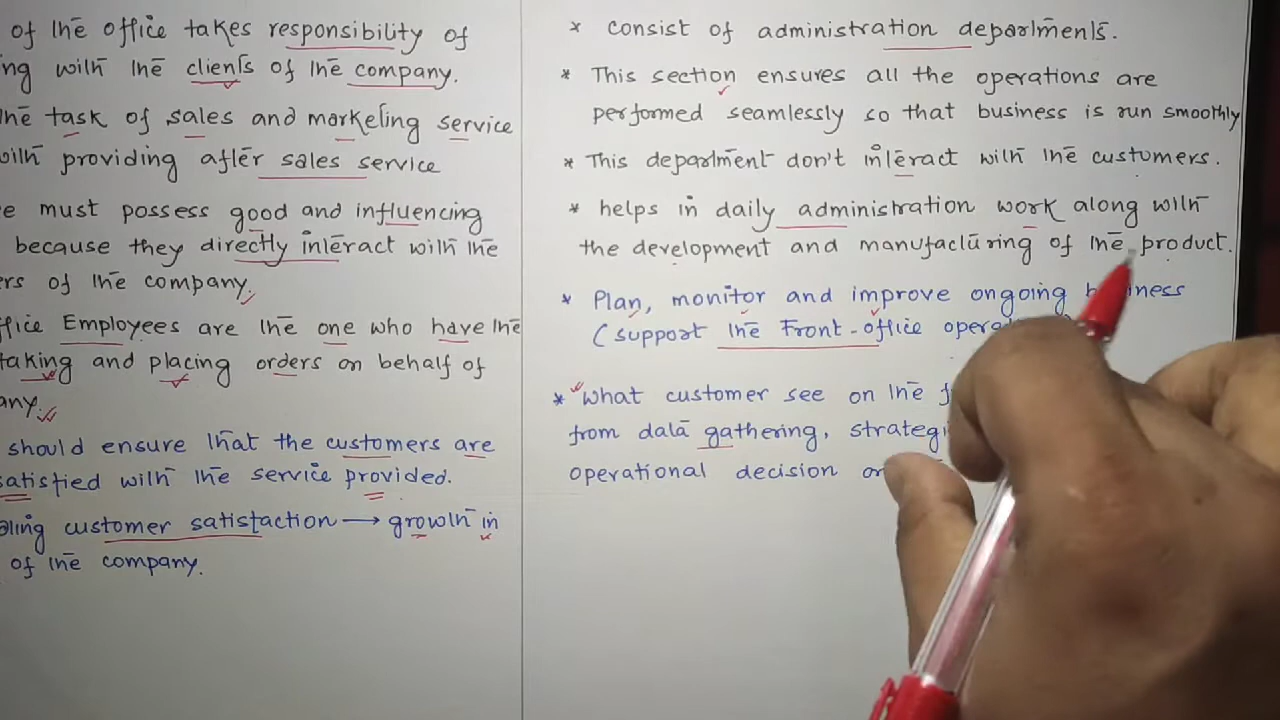 of the office takes responsibility of
ing with the clients of the company.
the task of sales and marketing service
with providing after sales service
e must possess good and influencing
because they directly interact with the
ers of the company.
ffice Employees are the one who have the
taking and placing orders on behalf of
any.
should ensure that the customers are
satisfied with the service provided.
ling customer satisfaction → growth in
of the company.
* consist of administration departments.
* This section ensures all the operations are
performed seamlessly so that business is run smoothly
* This department don't interact with the customers.
* helps in daily administration work along with
the development and manufacturing of the product.
* Plan, monitor and improve ongoing business
(support the Front-office
* What customer see on the
from data gathering,
operational decision